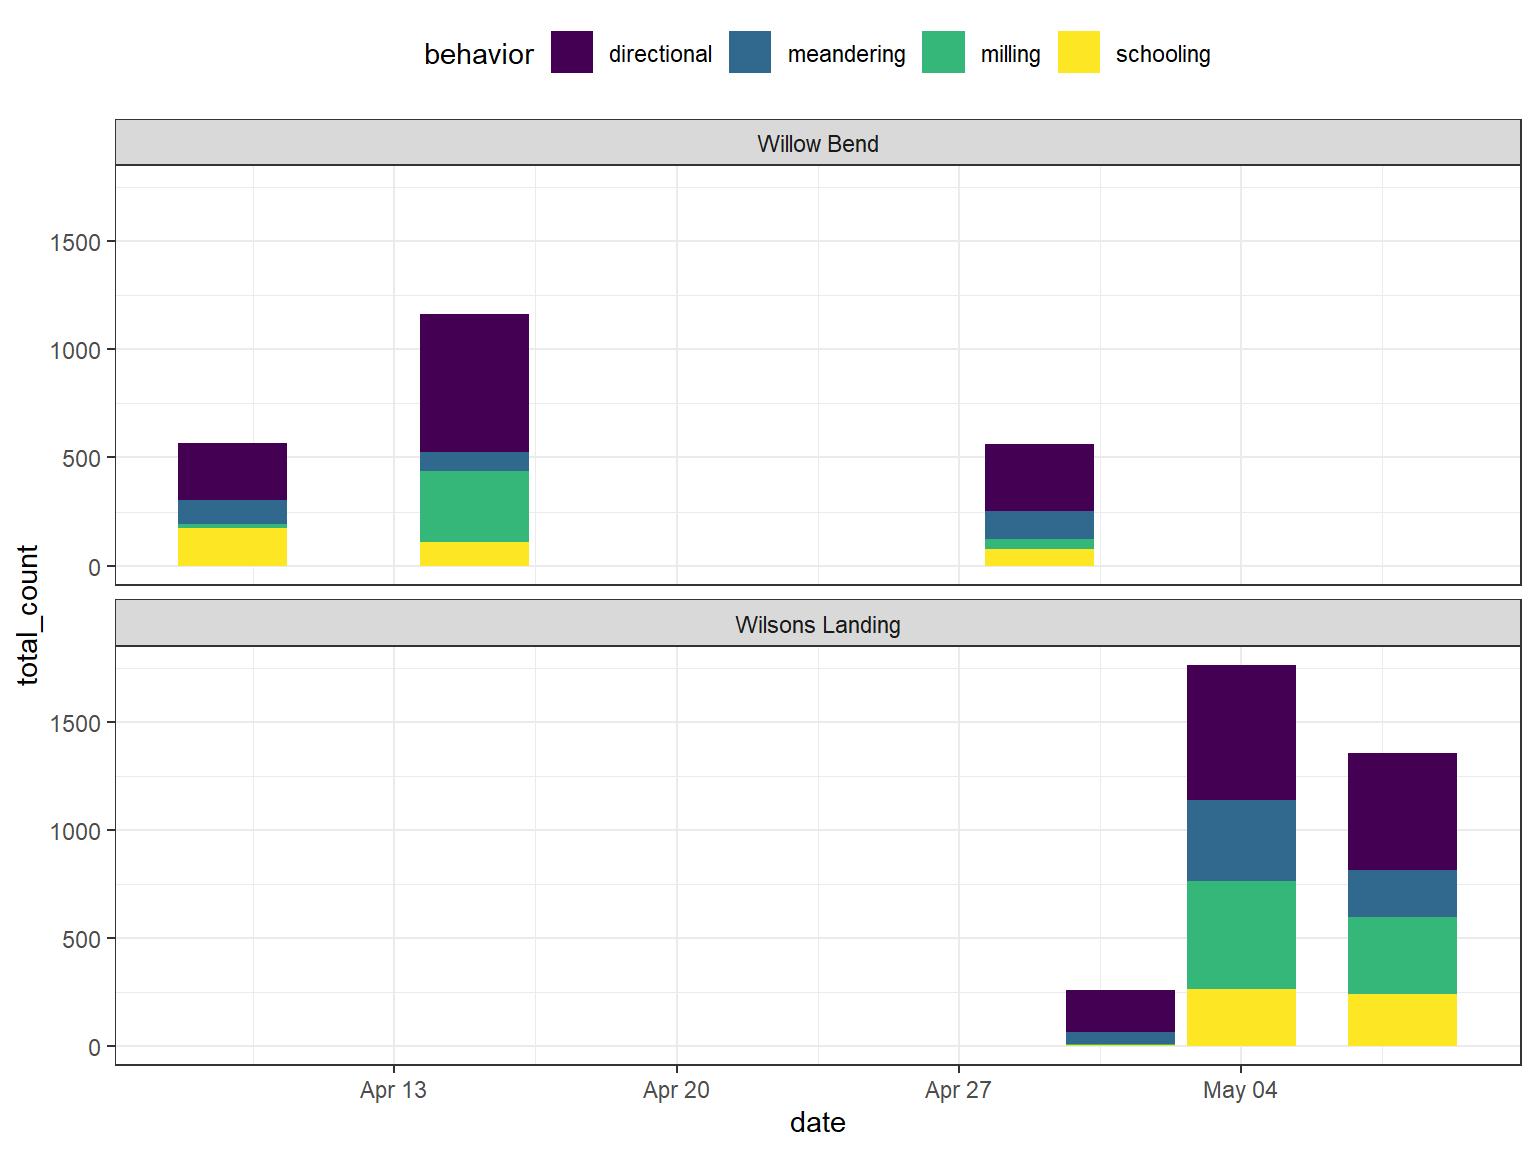 behavior directional meandering milling schooling
Willow Bend
1500
1000
500
0
Wilsons Landing
1500
1000
500
0
total_count
Apr 13 Apr 20 Apr 27 May 04
date